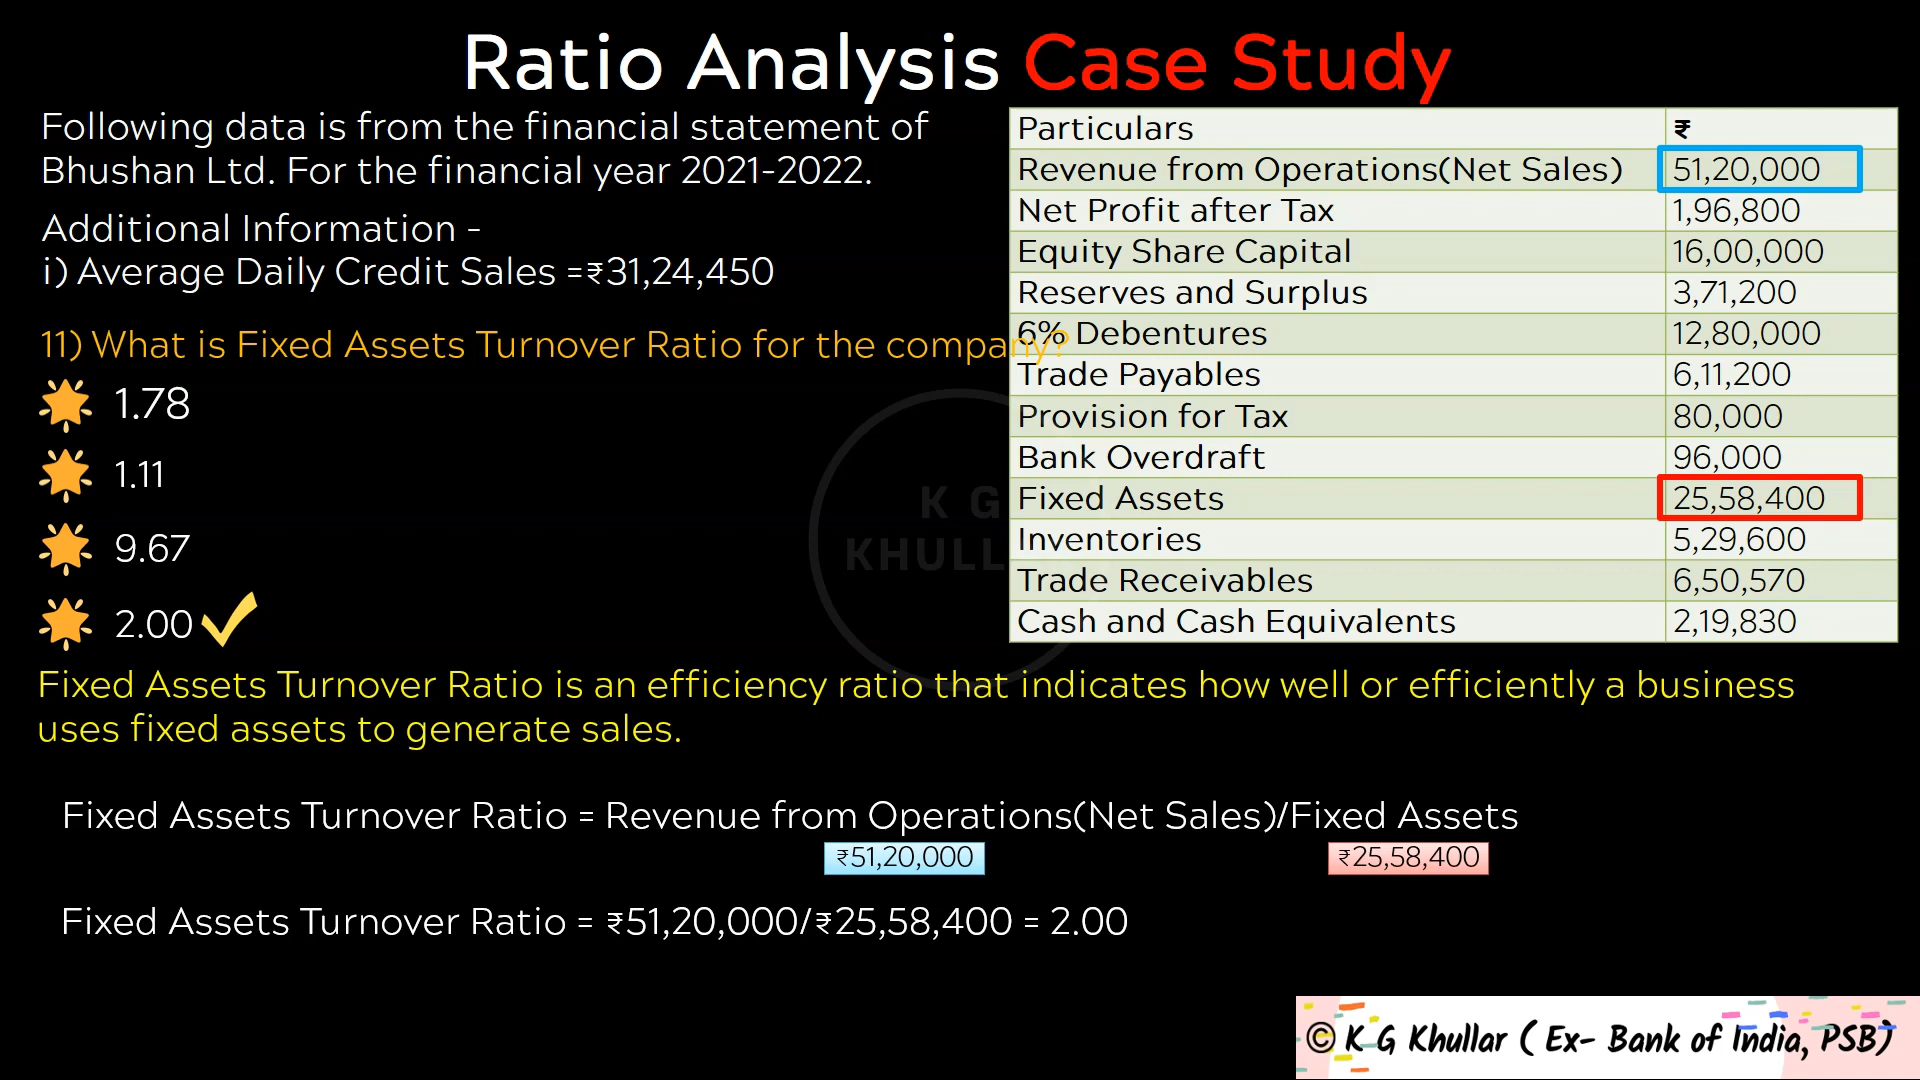 Ratio Analysis Case Study
Following data is from the financial statement of
Bhushan Ltd. For the financial year 2021-2022.
Additional Information -
i) Average Daily Credit Sales =₹31,24,450
11) What is Fixed Assets Turnover Ratio for the company?
1.78
1.11
9.67
2.00
Particulars ₹
Revenue from Operations(Net Sales) 51,20,000
Net Profit after Tax 1,96,800
Equity Share Capital 16,00,000
Reserves and Surplus 3,71,200
6% Debentures 12,80,000
Trade Payables 6,11,200
Provision for Tax 80,000
Bank Overdraft 96,000
Fixed Assets 25,58,400
Inventories 5,29,600
Trade Receivables 6,50,570
Cash and Cash Equivalents 2,19,830
K G
KHULL
Fixed Assets Turnover Ratio is an efficiency ratio that indicates how well or efficiently a business
uses fixed assets to generate sales.
Fixed Assets Turnover Ratio = Revenue from Operations(Net Sales)/Fixed Assets
₹51,20,000 ₹25,58,400
Fixed Assets Turnover Ratio = ₹51,20,000/₹25,58,400 = 2.00
© K G Khullar ( Ex- Bank of India, PSB)